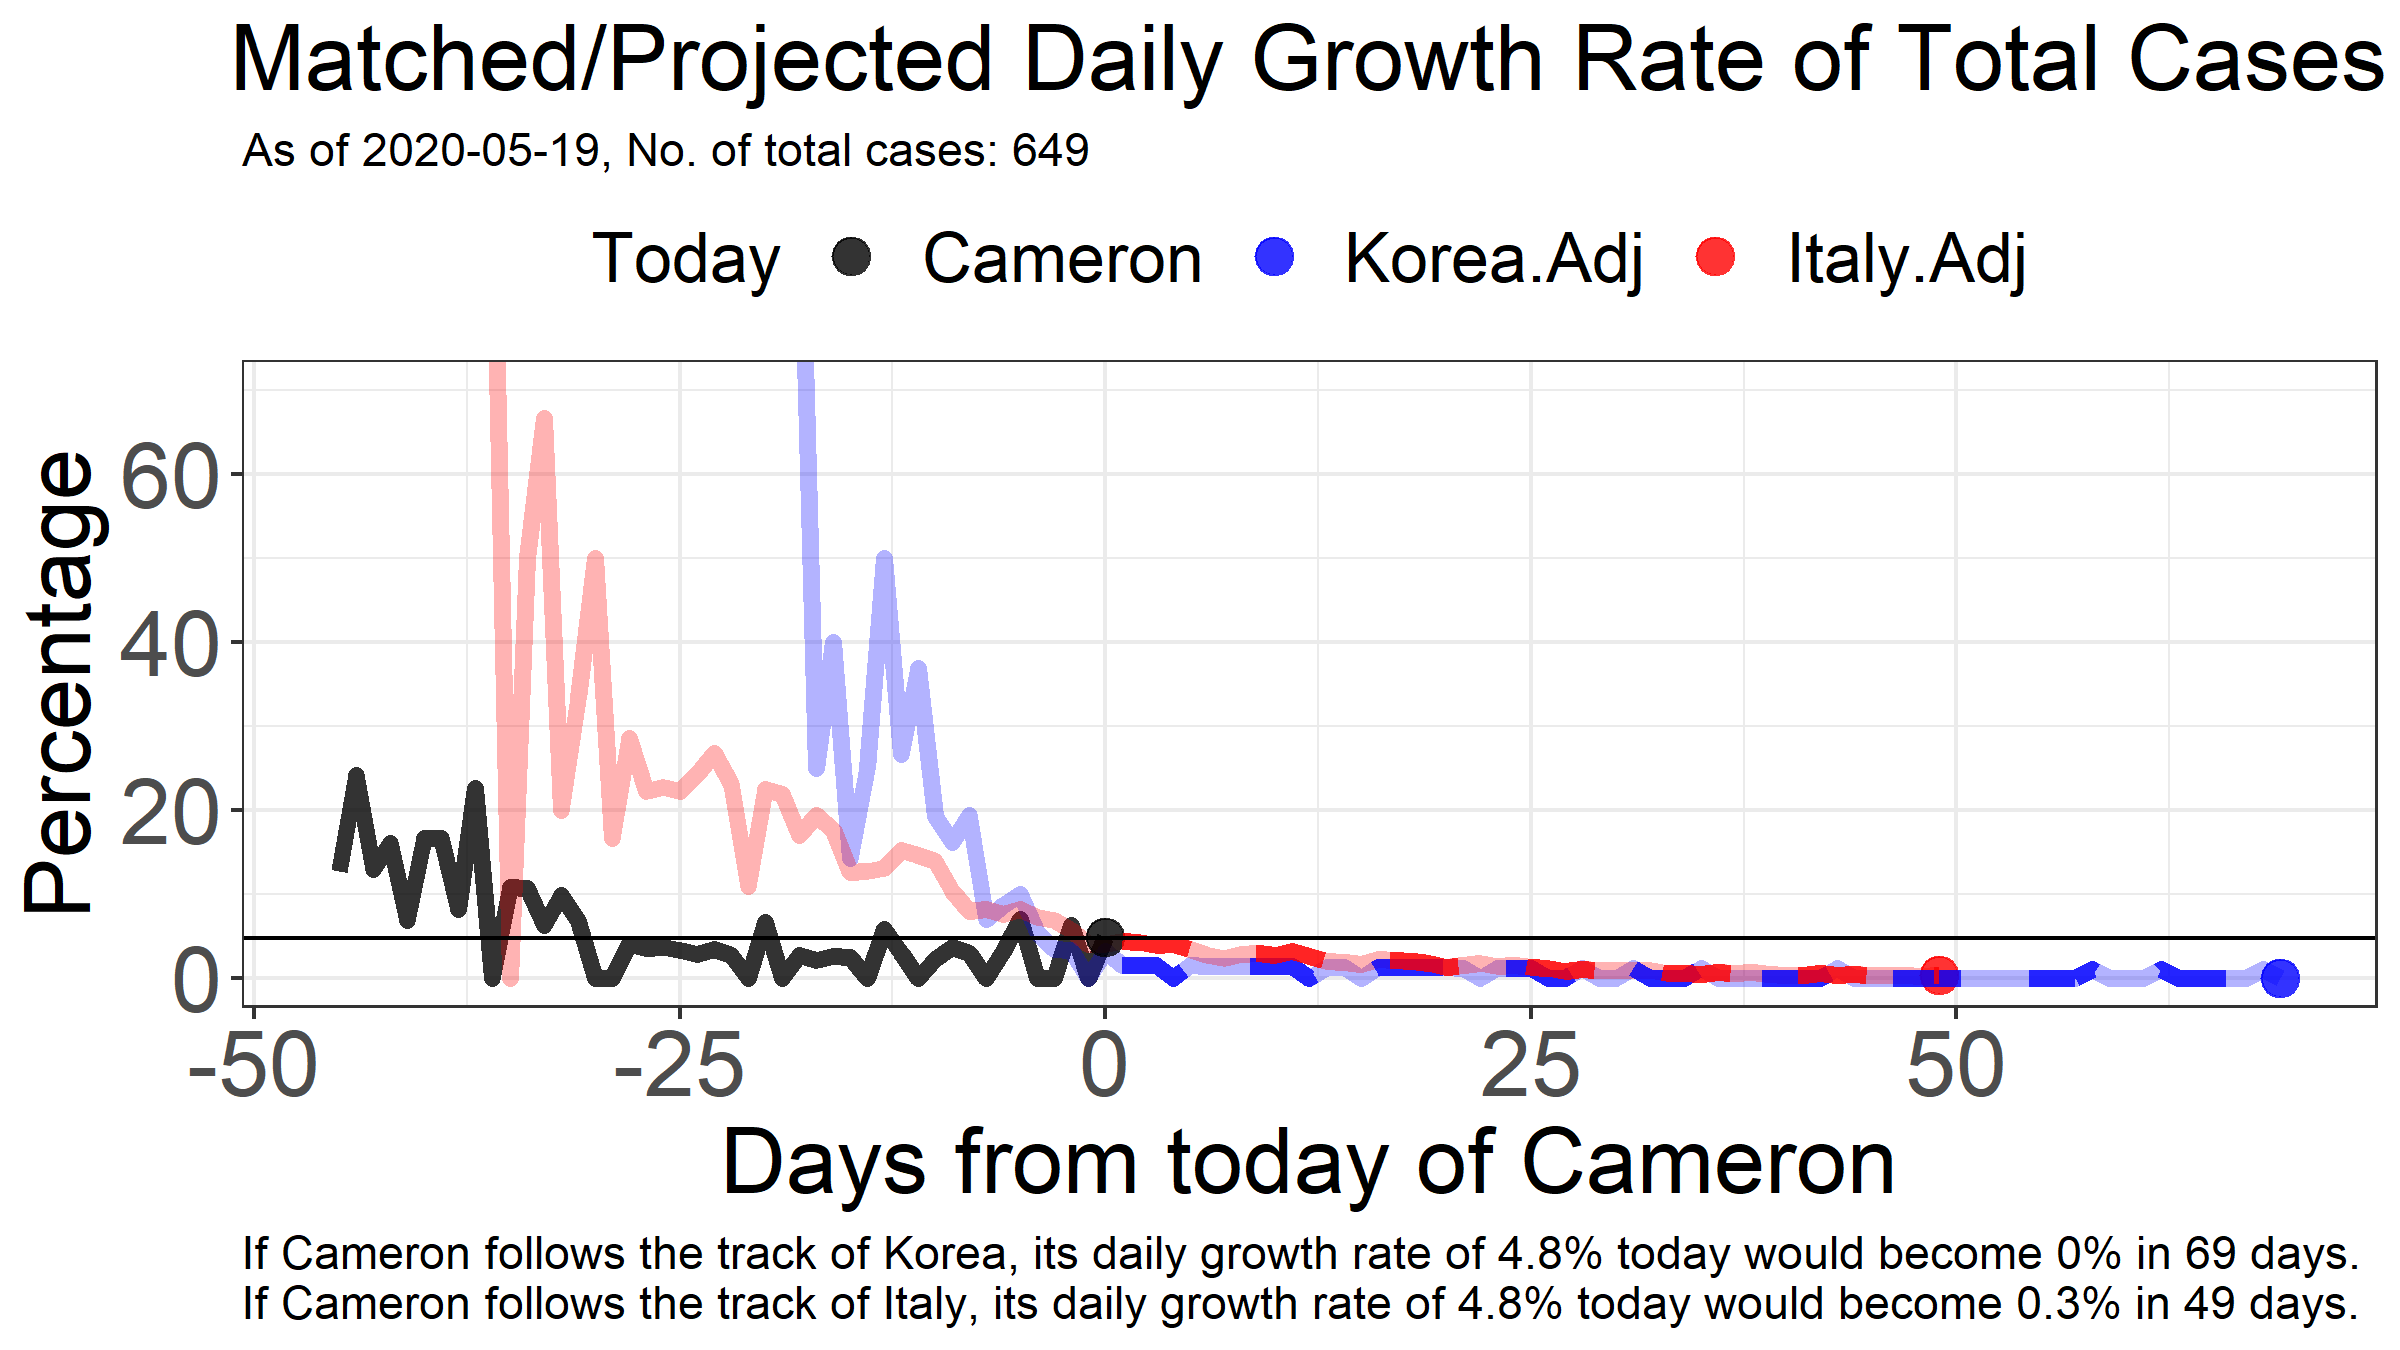 Matched/Projected Daily Growth Rate of Total Cases
As of 2020-05-19, No. of total cases: 649
Today Cameron Korea.Adj Italy.Adj
Percentage
60
40
20
0
-50 -25 0 25 50
Days from today of Cameron
If Cameron follows the track of Korea, its daily growth rate of 4.8% today would become 0% in 69 days.
If Cameron follows the track of Italy, its daily growth rate of 4.8% today would become 0.3% in 49 days.